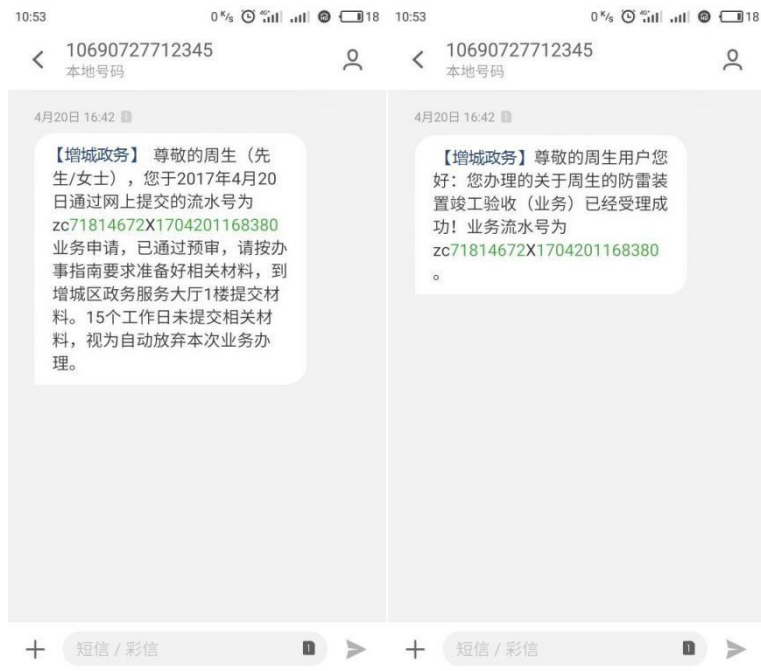 10:53
0 K/s
4G
18
10690727712345
本地号码
4月20日 16:42 1
【增城政务】 尊敬的周生（先
生/女士），您于2017年4月20
日通过网上提交的流水号为
zc71814672X1704201168380
业务申请，已通过预审，请按办
事指南要求准备好相关材料，到
增城区政务服务大厅1楼提交材
料。15个工作日未提交相关材
料，视为自动放弃本次业务办
理。
短信 / 彩信
1
10:53
0 K/s
4G
18
10690727712345
本地号码
4月20日 16:42 1
【增城政务】尊敬的周生用户您
好：您办理的关于周生的防雷装
置竣工验收（业务）已经受理成
功！业务流水号为
zc71814672X1704201168380
。
短信 / 彩信
1